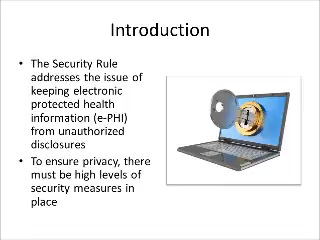 Introduction
• The Security Rule
addresses the issue of
keeping electronic
protected health
information (e-PHI)
from unauthorized
disclosures
• To ensure privacy, there
must be high levels of
security measures in
place